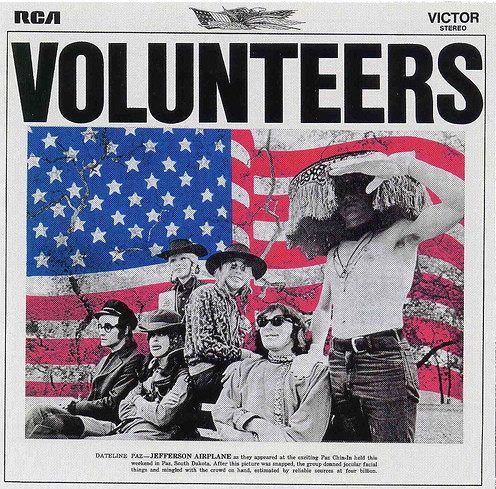 RCA
VICTOR
STEREO
VOLUNTEERS
DATELINE PAZ—JEFFERSON AIRPLANE as they appeared at the exciting Paz Chin-In held this
weekend in Paz, South Dakota. After this picture was snapped, the group donned jocular facial
things and mingled with the crowd on hand, estimated by reliable sources at four billion.